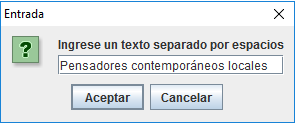 Entrada
Ingrese un texto separado por espacios
Pensadores contemporáneos locales
Aceptar
Cancelar